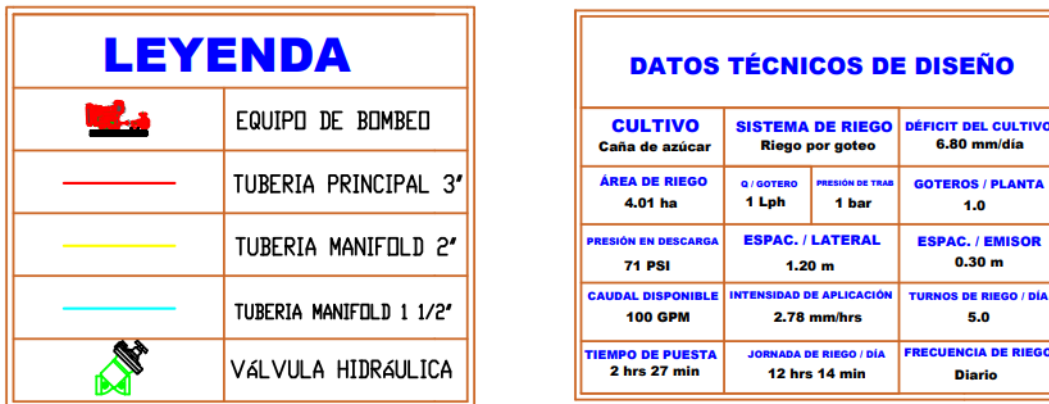 LEYENDA
EQUIPO DE BOMBEO
TUBERIA PRINCIPAL 3"
TUBERIA MANIFOLD 2"
TUBERIA MANIFOLD 1 1/2"
VáLVULA HIDRáULICA
DATOS TÉCNICOS DE DISEÑO
CULTIVO
Caña de azúcar
SISTEMA DE RIEGO
Riego por goteo
DÉFICIT DEL CULTIVO
6.80 mm/día
ÁREA DE RIEGO
4.01 ha
Q / GOTERO
1 Lph
PRESIÓN DE TRAB
1 bar
GOTEROS / PLANTA
1.0
PRESIÓN EN DESCARGA
71 PSI
ESPAC. / LATERAL
1.20 m
ESPAC. / EMISOR
0.30 m
CAUDAL DISPONIBLE
100 GPM
INTENSIDAD DE APLICACIÓN
2.78 mm/hrs
TURNOS DE RIEGO / DÍA
5.0
TIEMPO DE PUESTA
2 hrs 27 min
JORNADA DE RIEGO / DÍA
12 hrs 14 min
FRECUENCIA DE RIEGO
Diario